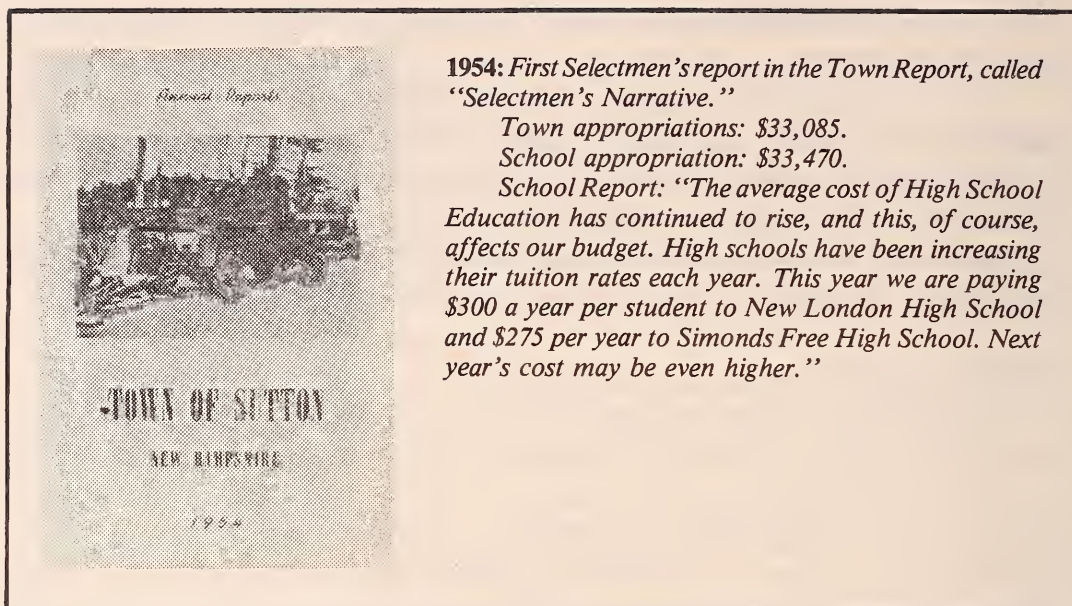 Annual Reports
TOWN OF SUTTON
NEW HAMPSHIRE
1954
1954: First Selectmen's report in the Town Report, called
“Selectmen's Narrative.”
Town appropriations: $33,085.
School appropriation: $33,470.
School Report: “The average cost of High School
Education has continued to rise, and this, of course,
affects our budget. High schools have been increasing
their tuition rates each year. This year we are paying
$300 a year per student to New London High School
and $275 per year to Simonds Free High School. Next
year's cost may be even higher.”